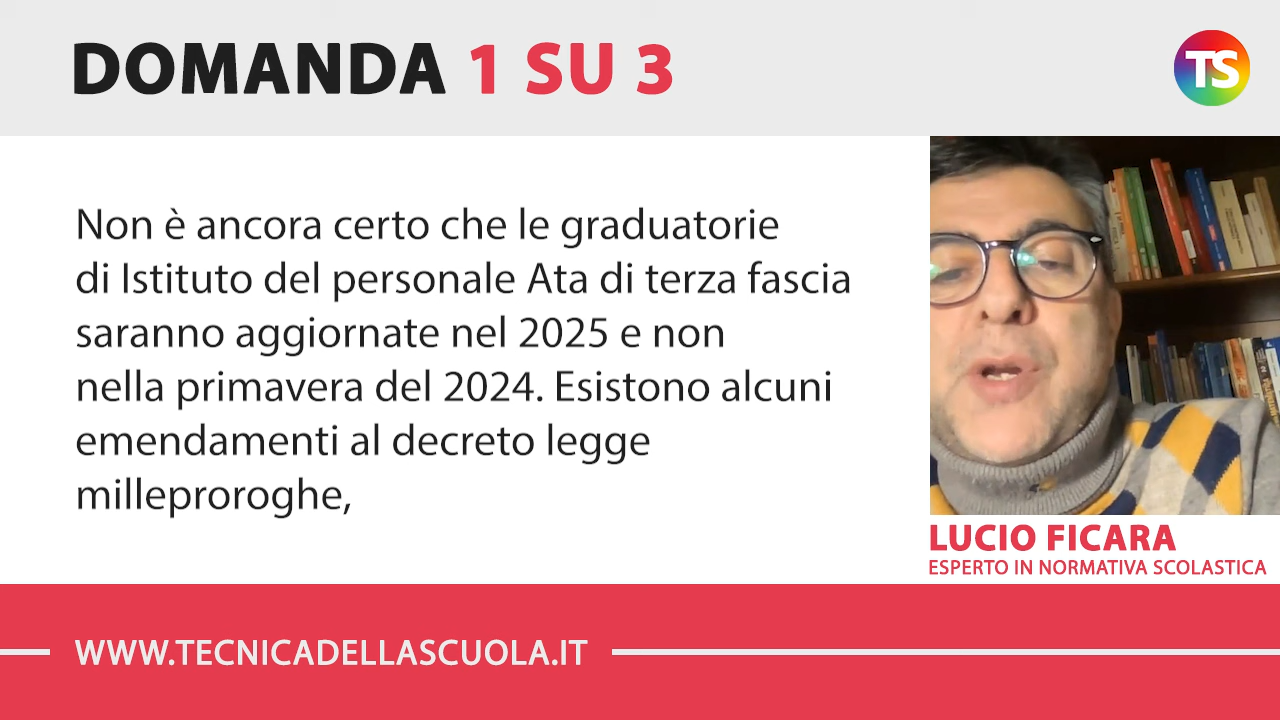 DOMANDA 1 SU 3
TS
Non è ancora certo che le graduatorie
di Istituto del personale Ata di terza fascia
saranno aggiornate nel 2025 e non
nella primavera del 2024. Esistono alcuni
emendamenti al decreto legge
milleproroghe,
LUCIO FICARA
ESPERTO IN NORMATIVA SCOLASTICA
WWW.TECNICADELLASCUOLA.IT